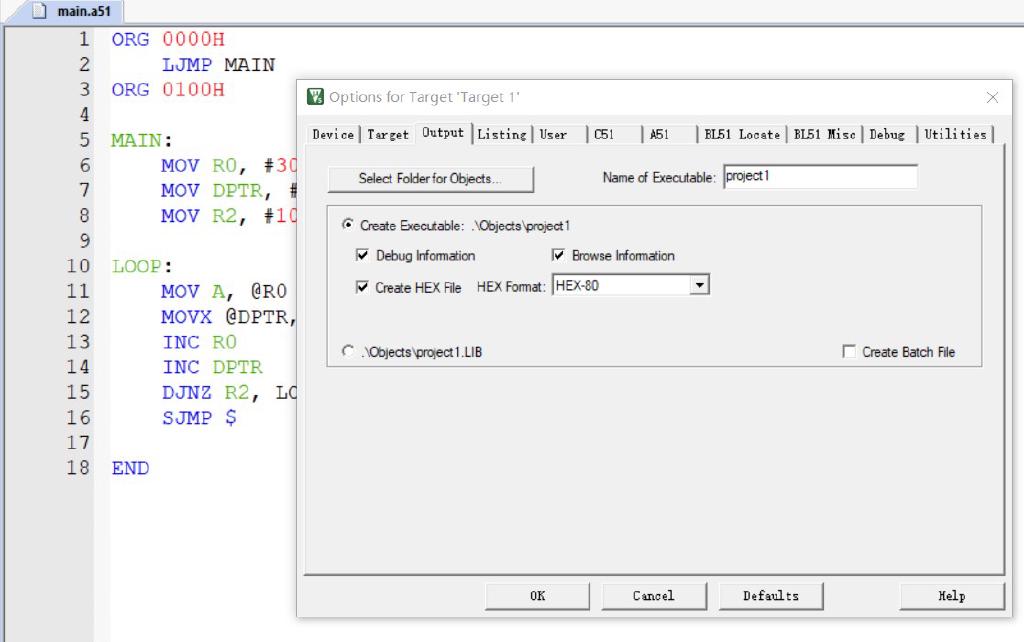 main.a51
1 ORG 0000H
2 LJMP MAIN
3 ORG 0100H
4
5 MAIN:
6 MOV R0, #30
7 MOV DPTR, #
8 MOV R2, #10
9
10 LOOP:
11 MOV A, @R0
12 MOVX @DPTR,
13 INC R0
14 INC DPTR
15 DJNZ R2, LO
16 SJMP $
17
18 END
Options for Target 'Target 1'
Device Target Output Listing User C51 A51 BL51 Locate BL51 Misc Debug Utilities
Select Folder for Objects... Name of Executable: project1
Create Executable: .\Objects\project1
Debug Information Browse Information
Create HEX File HEX Format: HEX-80
.\Objects\project1.LIB Create Batch File
OK Cancel Defaults Help